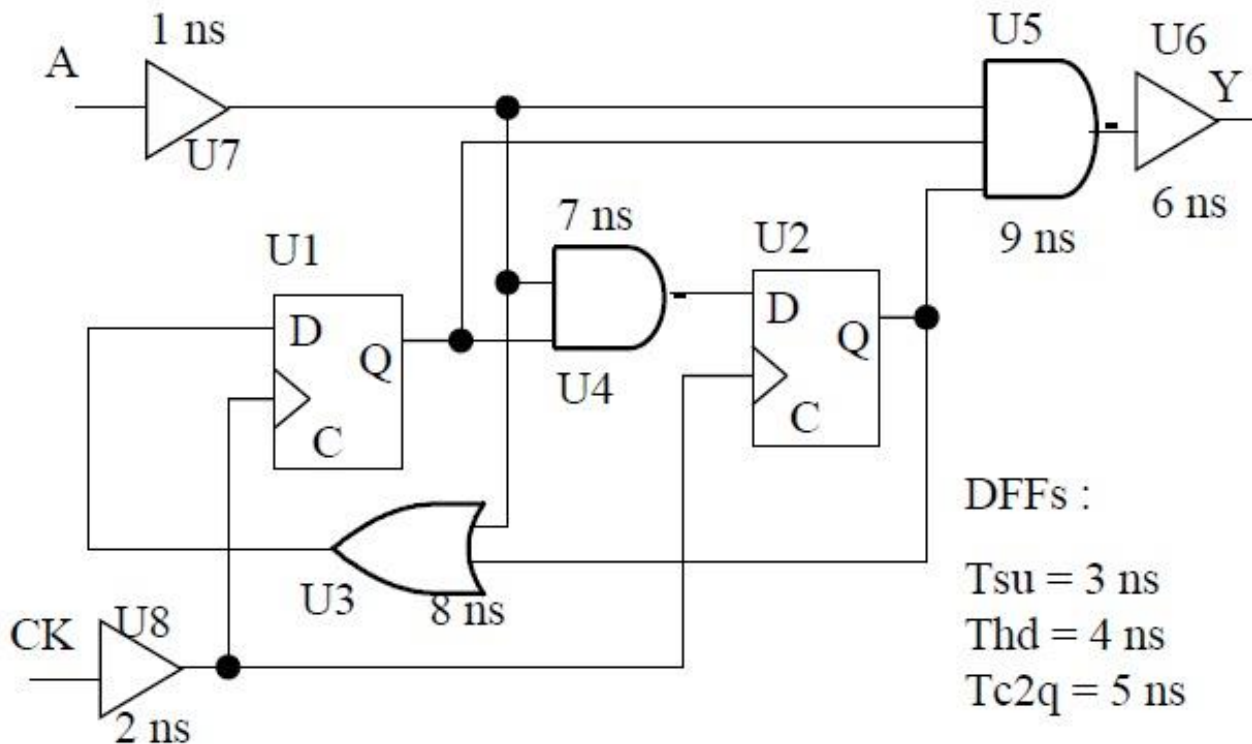 1 ns
A
U7
U5
U6
Y
6 ns
9 ns
7 ns
U1
D
Q
C
U4
U2
D
Q
C
U3
8 ns
CK
U8
2 ns
DFFs :
Tsu = 3 ns
Thd = 4 ns
Tc2q = 5 ns